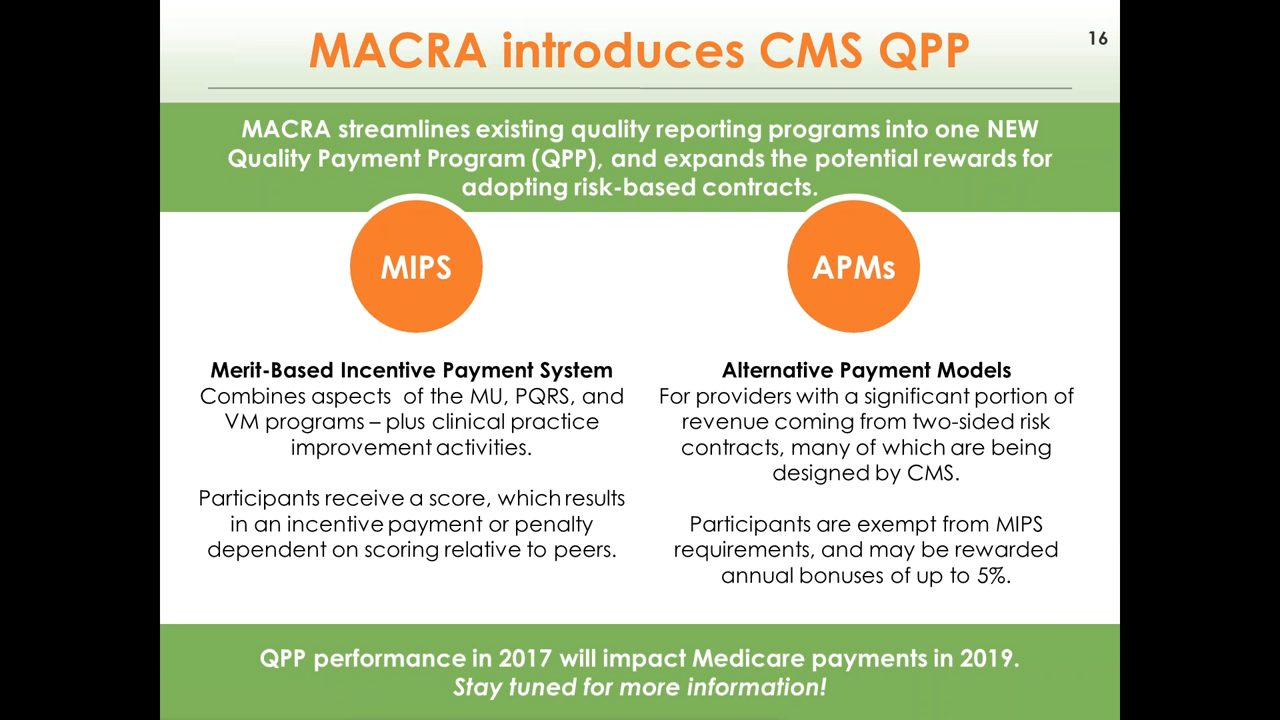 MACRA introduces CMS QPP
16
MACRA streamlines existing quality reporting programs into one NEW
Quality Payment Program (QPP), and expands the potential rewards for
adopting risk-based contracts.
MIPS
Merit-Based Incentive Payment System
Combines aspects of the MU, PQRS, and
VM programs – plus clinical practice
improvement activities.
Participants receive a score, which results
in an incentive payment or penalty
dependent on scoring relative to peers.
APMs
Alternative Payment Models
For providers with a significant portion of
revenue coming from two-sided risk
contracts, many of which are being
designed by CMS.
Participants are exempt from MIPS
requirements, and may be rewarded
annual bonuses of up to 5%.
QPP performance in 2017 will impact Medicare payments in 2019.
Stay tuned for more information!